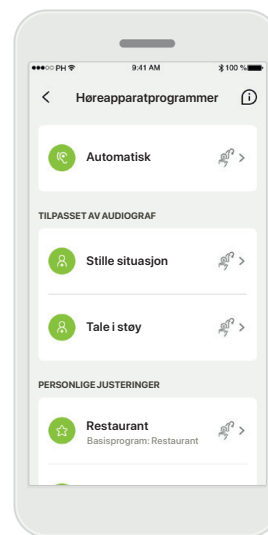 PH 9:41 AM 100 %
Høreapparatprogrammer
Automatisk
TILPASSET AV AUDIOGRAF
Stille situasjon
Tale i støy
PERSONLIGE JUSTERINGER
Restaurant
Basisprogram: Restaurant